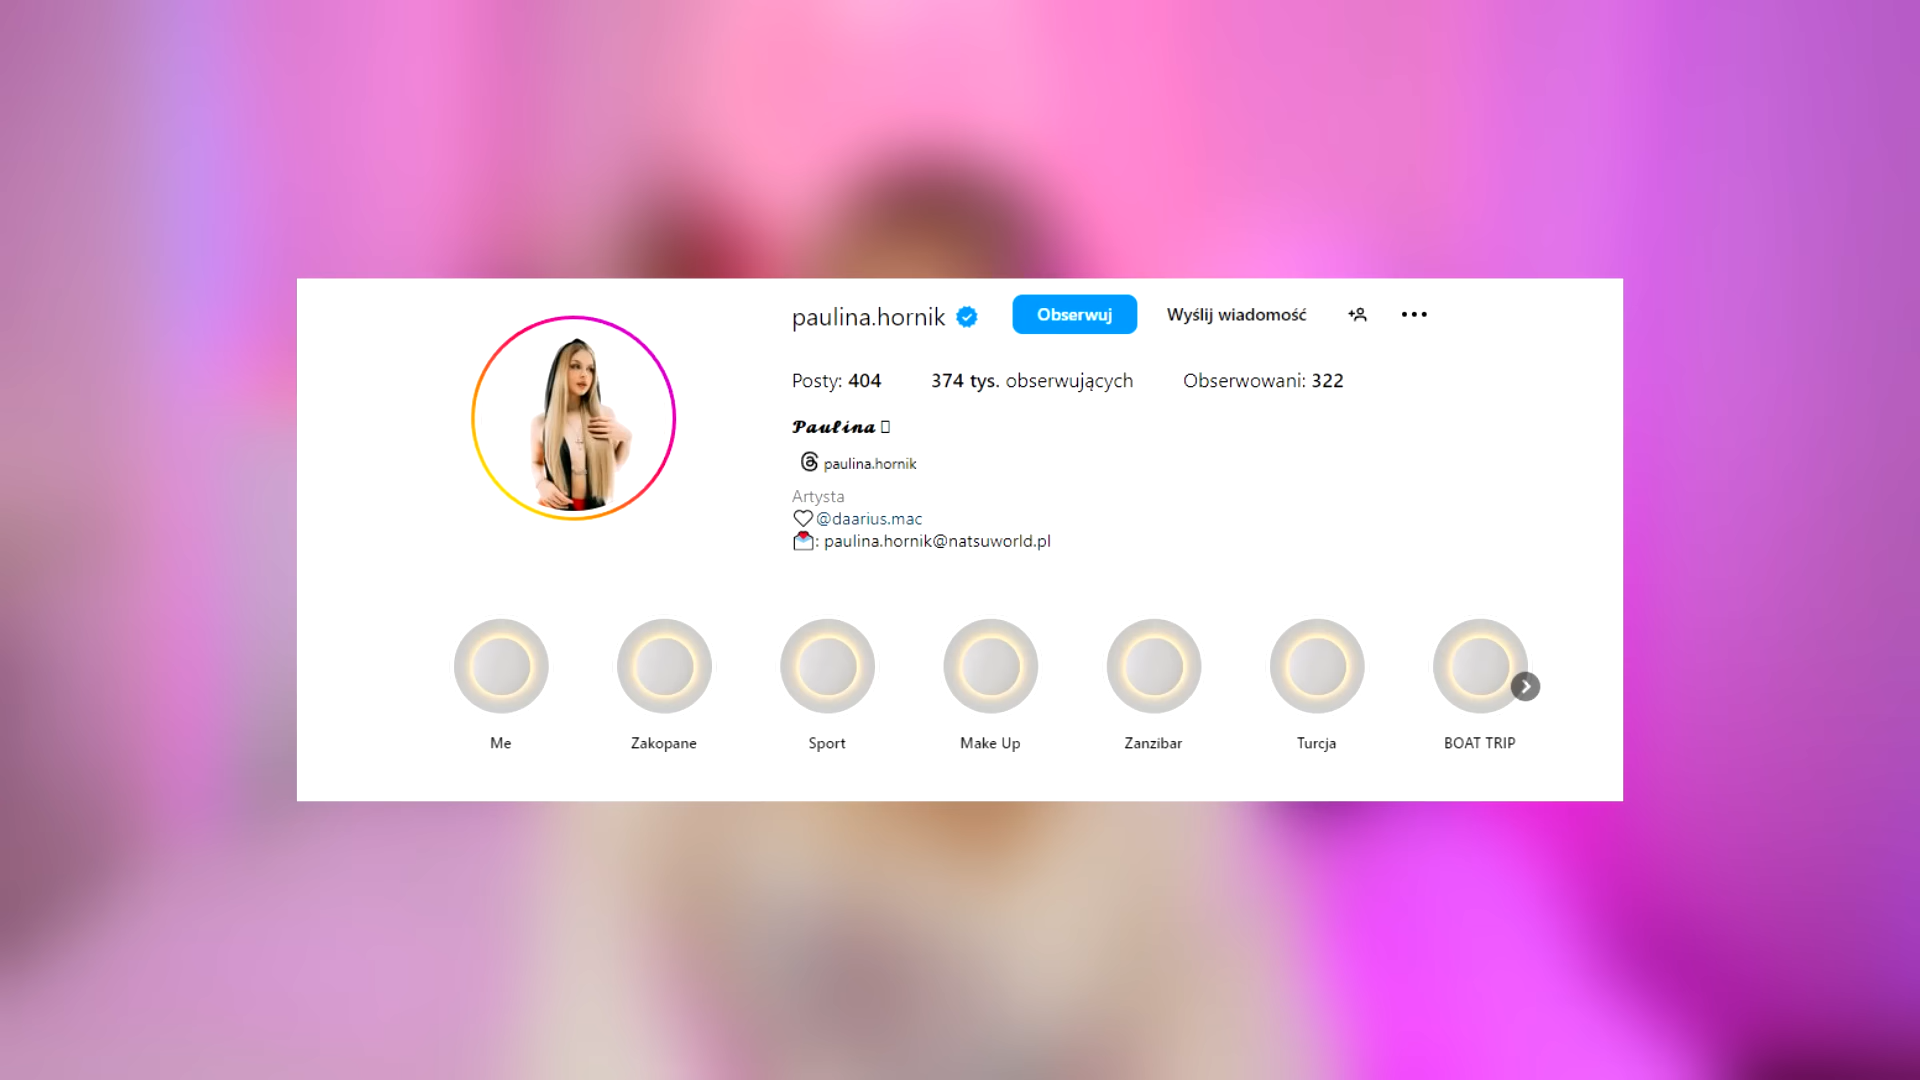 paulina.hornik Obserwuj Wyślij wiadomość
Posty: 404 374 tys. obserwujących Obserwowani: 322
𝓟𝓪𝓾𝓵𝓲𝓷𝓪
paulina.hornik
Artysta
@daarius.mac
: paulina.hornik@natsuworld.pl
Me Zakopane Sport Make Up Zanzibar Turcja BOAT TRIP